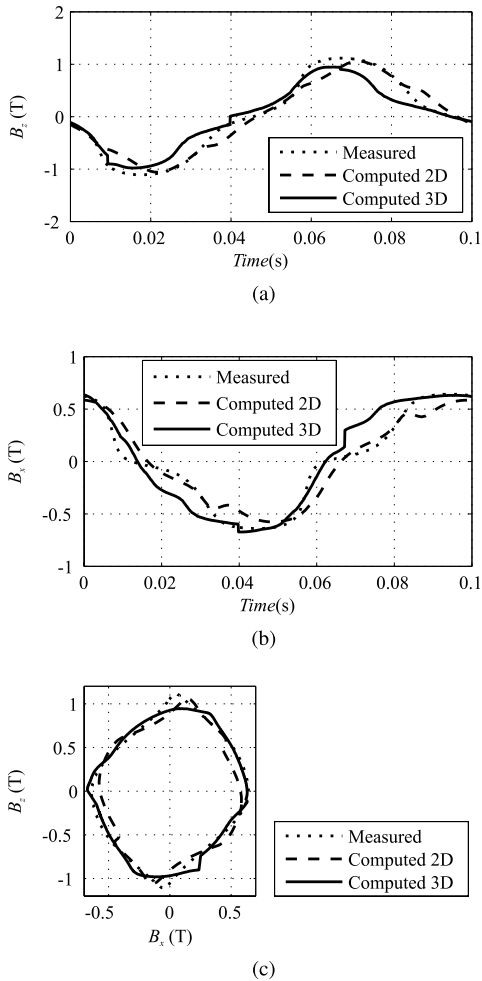 2
1
0
-1
-2
B_z (T)
0
0.02
0.04
0.06
0.08
0.1
Time(s)
Measured
Computed 2D
Computed 3D
(a)
1
0.5
0
-0.5
-1
B_x (T)
0
0.02
0.04
0.06
0.08
0.1
Time(s)
Measured
Computed 2D
Computed 3D
(b)
1
0.5
0
-0.5
-1
B_z (T)
-0.5
0
0.5
B_x (T)
Measured
Computed 2D
Computed 3D
(c)